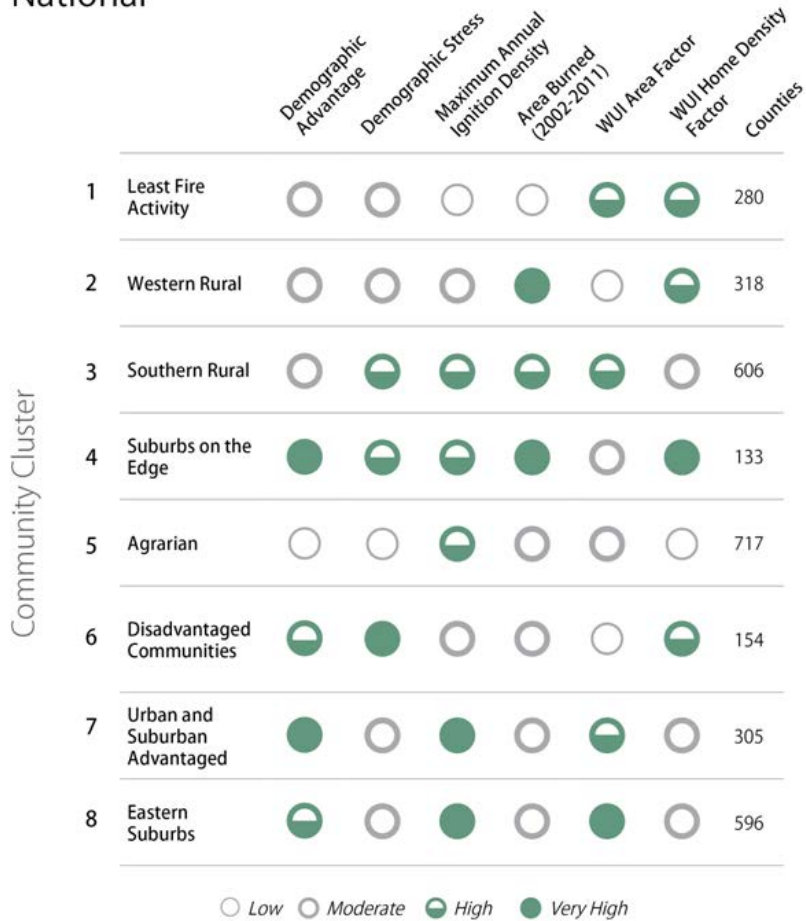 National
Demographic
Advantage
Demographic Stress
Maximum Annual
Ignition Density
Area Burned
(2002-2011)
WUI Area Factor
WUI Home Density
Factor
Counties
Community Cluster
1 Least Fire
Activity 280
2 Western Rural 318
3 Southern Rural 606
4 Suburbs on the
Edge 133
5 Agrarian 717
6 Disadvantaged
Communities 154
7 Urban and
Suburban
Advantaged 305
8 Eastern
Suburbs 596
Low Moderate High Very High